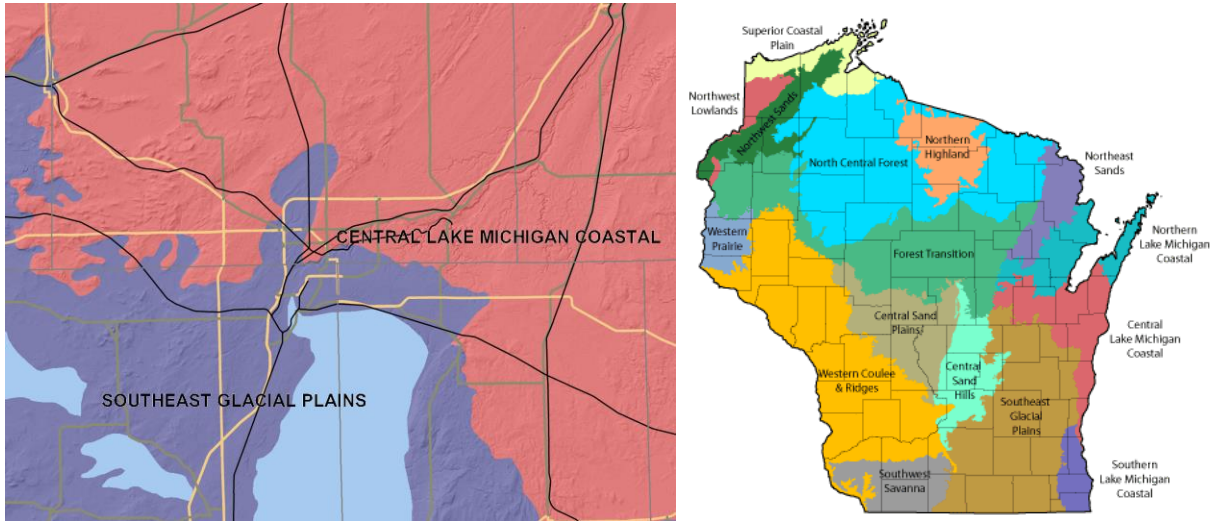 CENTRAL LAKE MICHIGAN COASTAL
SOUTHEAST GLACIAL PLAINS
Superior Coastal
Plain
Northwest
Lowlands
Northwest Sands
North Central Forest
Northern
Highland
Northeast
Sands
Western
Prairie
Forest Transition
Northern
Lake Michigan
Coastal
Central Sand
Plains
Central
Lake Michigan
Coastal
Western Coulee
& Ridges
Central
Sand
Hills
Southeast
Glacial
Plains
Southwest
Savanna
Southern
Lake Michigan
Coastal